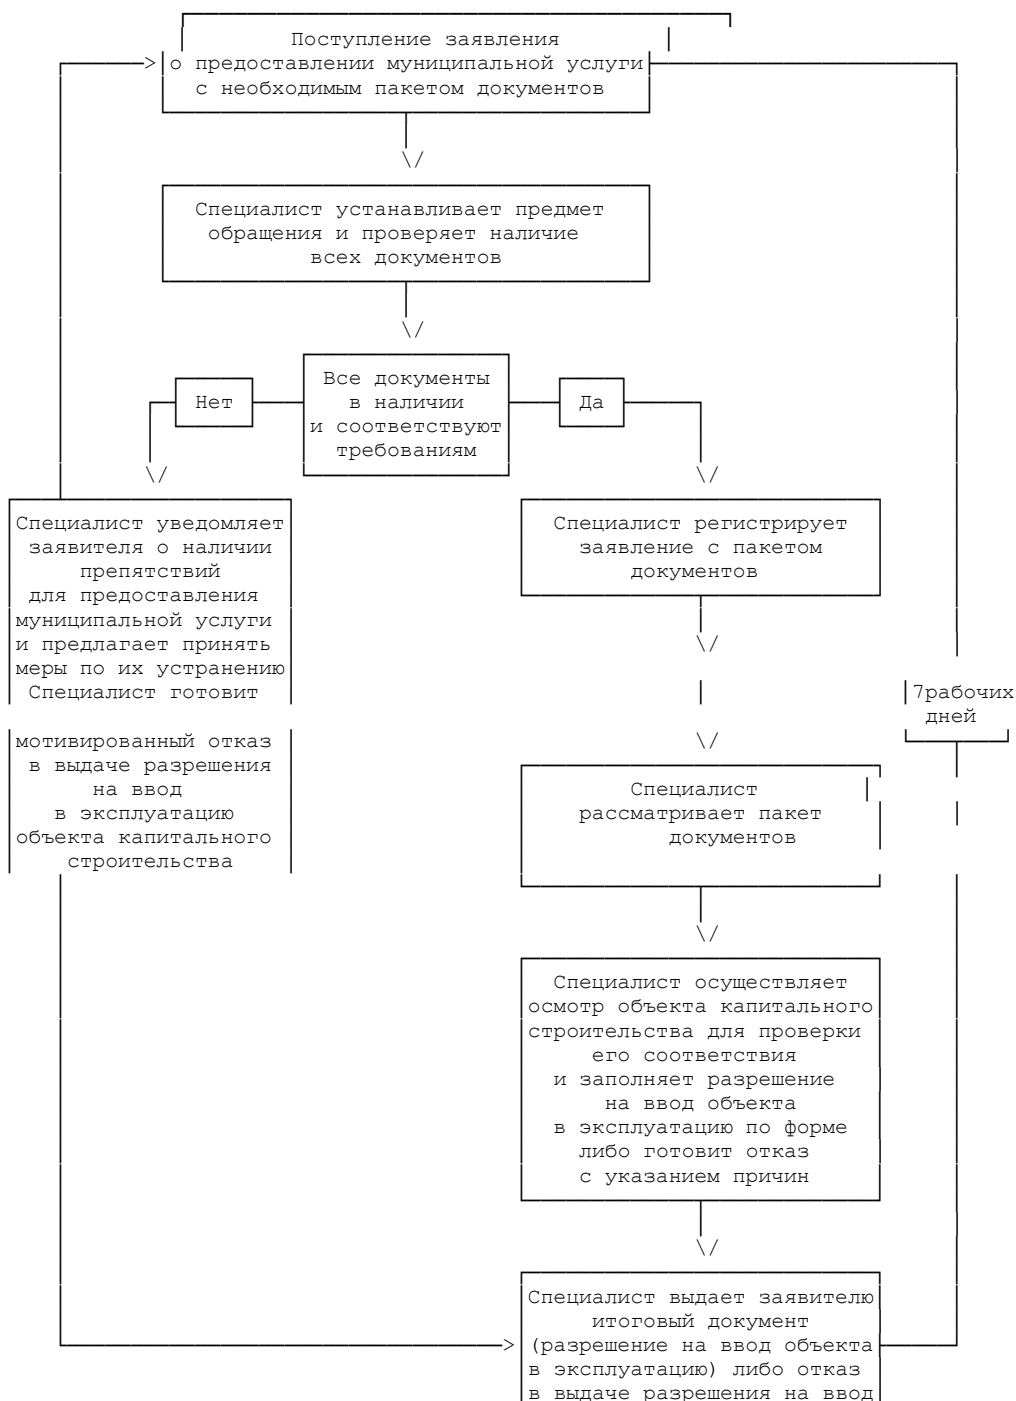 Поступление заявления
о предоставлении муниципальной услуги
с необходимым пакетом документов
Специалист устанавливает предмет
обращения и проверяет наличие
всех документов
Все документы
в наличии
и соответствуют
требованиям
Нет
Да
Специалист уведомляет
заявителя о наличии
препятствий
для предоставления
муниципальной услуги
и предлагает принять
меры по их устранению
Специалист готовит
мотивированный отказ
в выдаче разрешения
на ввод
в эксплуатацию
объекта капитального
строительства
Специалист регистрирует
заявление с пакетом
документов
7рабочих
дней
Специалист
рассматривает пакет
документов
Специалист осуществляет
осмотр объекта капитального
строительства для проверки
его соответствия
и заполняет разрешение
на ввод объекта
в эксплуатацию по форме
либо готовит отказ
с указанием причин
Специалист выдает заявителю
итоговый документ
(разрешение на ввод объекта
в эксплуатацию) либо отказ
в выдаче разрешения на ввод